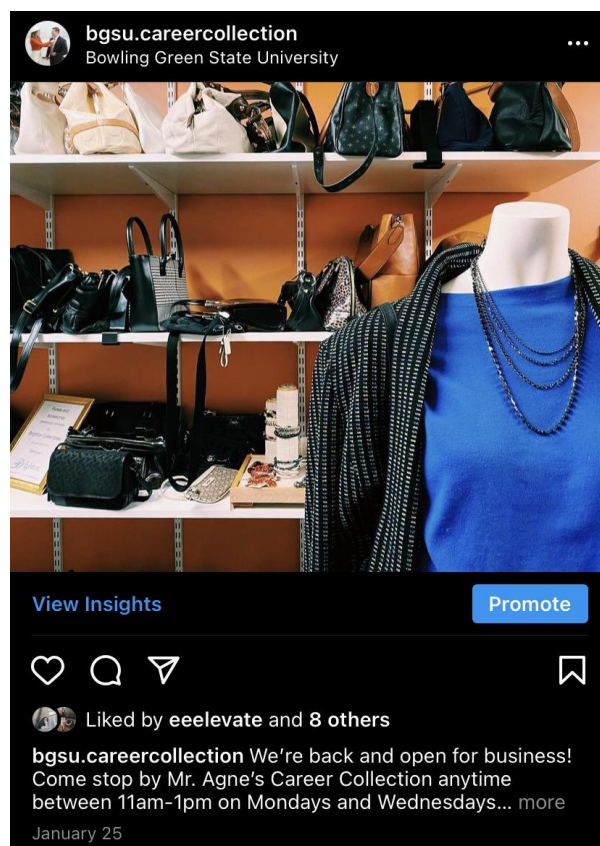 bgsu.careercollection
Bowling Green State University
View Insights
Promote
Liked by eeelevate and 8 others
bgsu.careercollection We’re back and open for business!
Come stop by Mr. Agne’s Career Collection anytime
between 11am-1pm on Mondays and Wednesdays... more
January 25